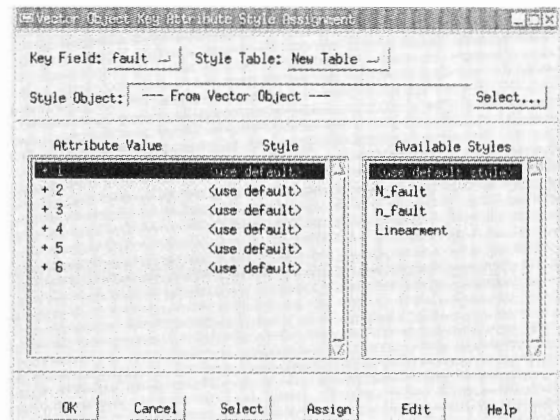 Vector Object Key Attribute Style Assignment
Key Field: fault Style Table: New Table
Style Object: --- From Vector Object --- Select...
Attribute Value Style Available Styles
+ 1 <use default> <use default style>
+ 2 <use default> N_fault
+ 3 <use default> n_fault
+ 4 <use default> Linearment
+ 5 <use default>
+ 6 <use default>
OK Cancel Select Assign Edit Help